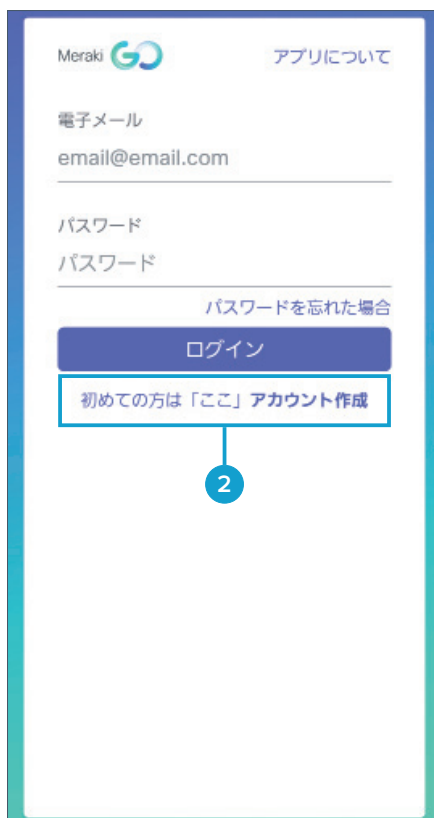 Meraki GO アプリについて
電子メール
email@email.com
パスワード
パスワード
パスワードを忘れた場合
ログイン
初めての方は「ここ」アカウント作成
2